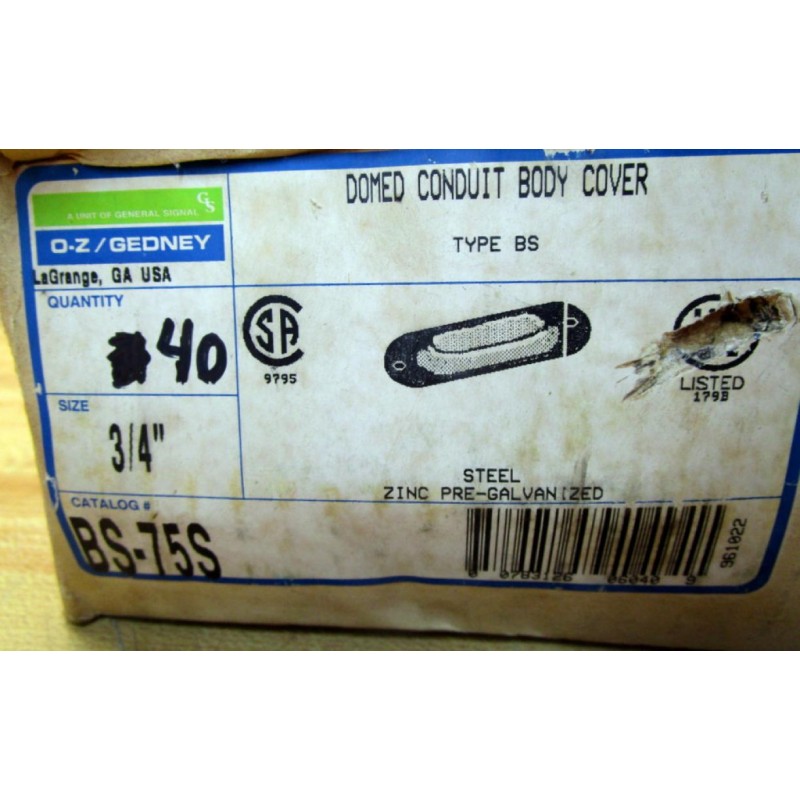 DOMED CONDUIT BODY COVER
TYPE BS
GS
A UNIT OF GENERAL SIGNAL
O-Z/GEDNEY
LaGrange, GA USA
QUANTITY
40
SA
9795
LISTED
179B
SIZE
3/4"
STEEL
ZINC PRE-GALVANIZED
CATALOG #
BS-75S
961022